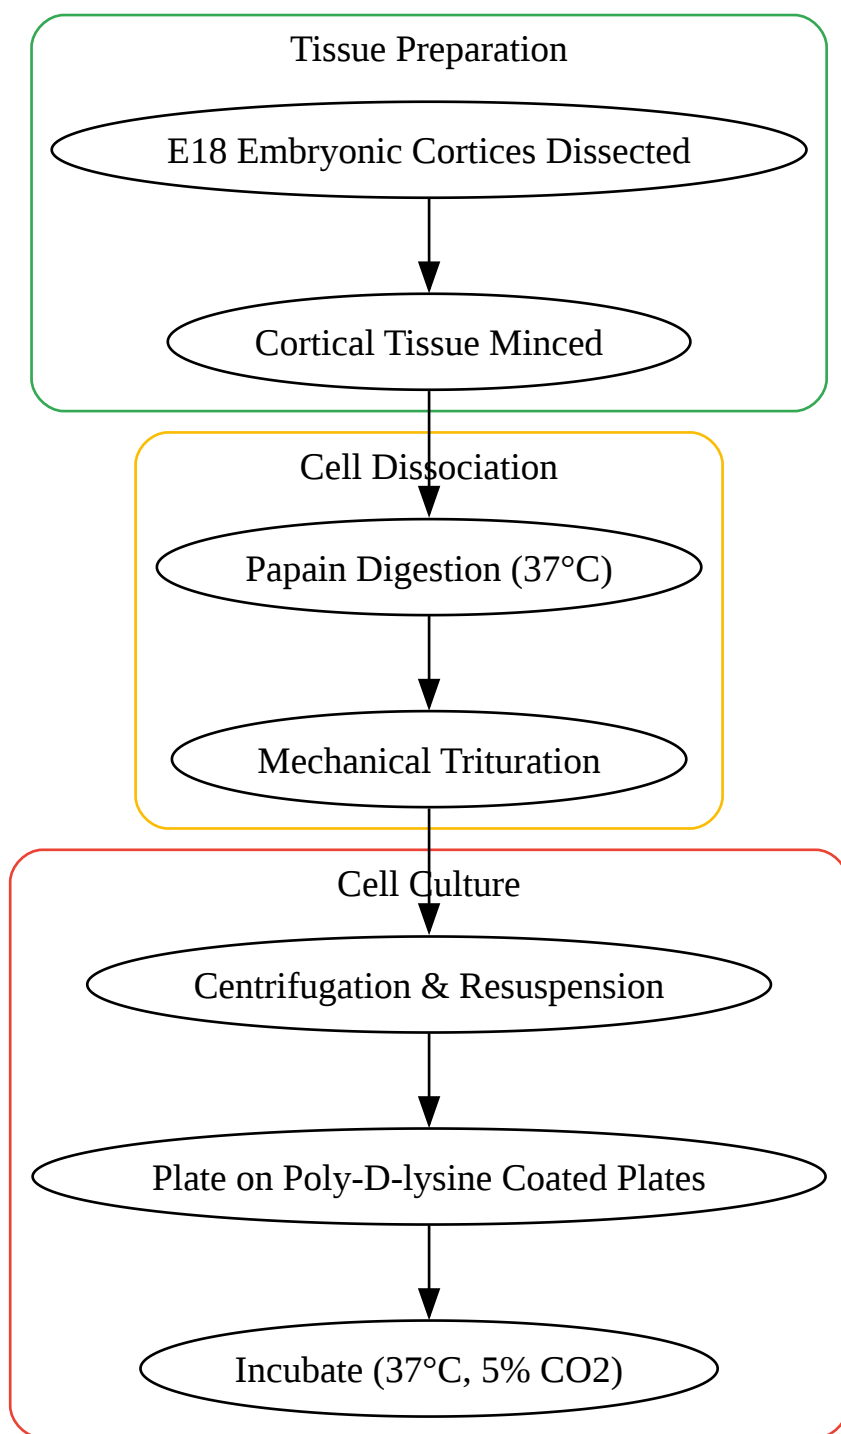 Tissue Preparation
E18 Embryonic Cortices Dissected
Cortical Tissue Minced
Cell Dissociation
Papain Digestion (37°C)
Mechanical Trituration
Cell Culture
Centrifugation & Resuspension
Plate on Poly-D-lysine Coated Plates
Incubate (37°C, 5% CO2)